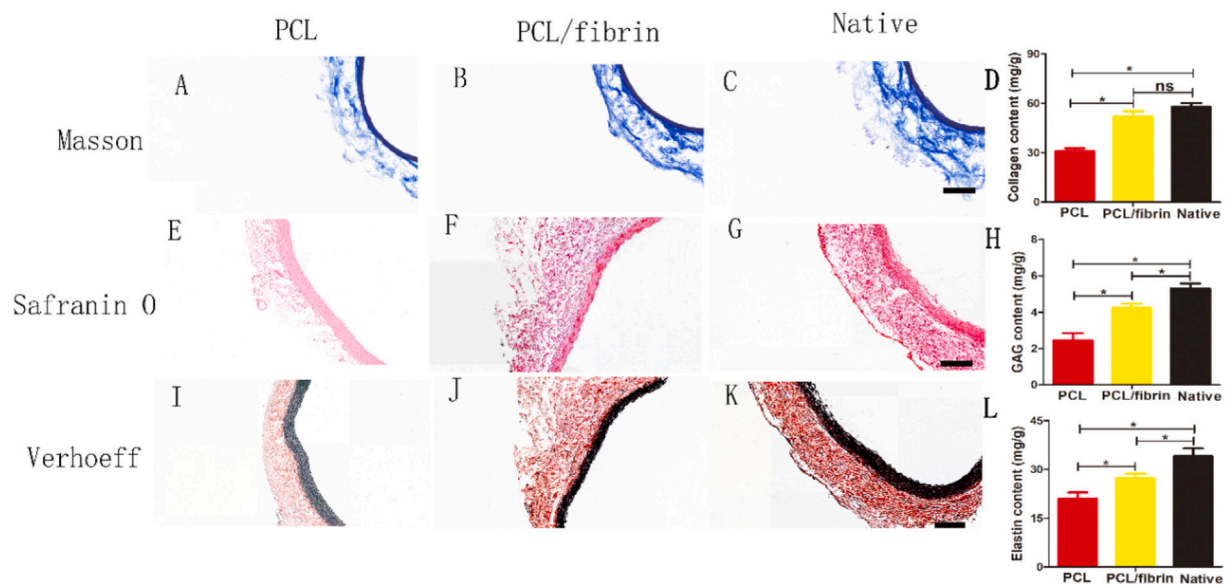 PCL PCL/fibrin Native
Masson
A
B
C
D
Collagen content (mg/g)
90
60
30
0
*
*
ns
PCL PCL/fibrin Native
Safranin O
E
F
G
H
GAG content (mg/g)
8
6
4
2
0
*
*
*
PCL PCL/fibrin Native
Verhoeff
I
J
K
L
Elastin content (mg/g)
45
30
15
0
*
*
*
PCL PCL/fibrin Native